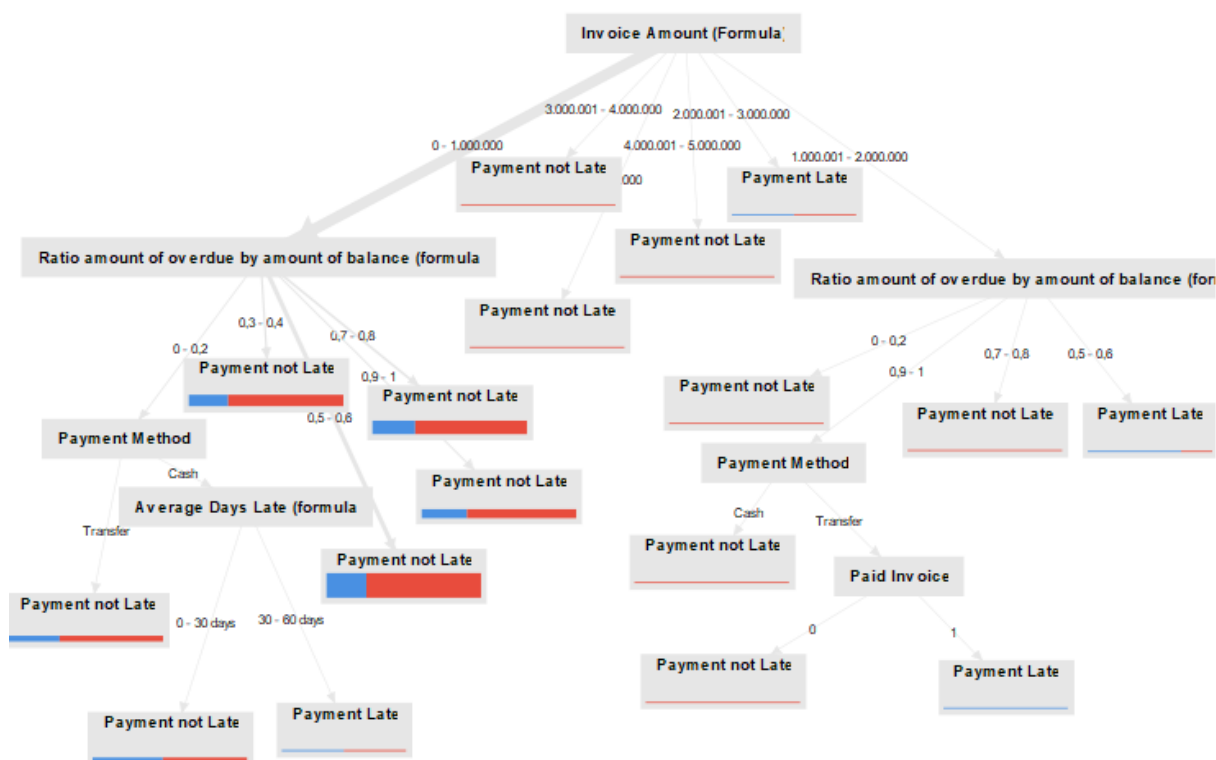 Invoice Amount (Formula)
3.000.001 - 4.000.000
2.000.001 - 3.000.000
0 - 1.000.000
4.000.001 - 5.000.000
1.000.001 - 2.000.000
Payment not Late
000
Payment Late
Payment not Late
Ratio amount of overdue by amount of balance (formula
Ratio amount of overdue by amount of balance (for
Payment not Late
0,3 - 0,4
0,7 - 0,8
0 - 0,2
0 - 0,2
0,7 - 0,8
0,5 - 0,6
Payment not Late
0,9 - 1
0,9 - 1
Payment not Late
Payment not Late
0,5 - 0,6
Payment not Late
Payment Late
Payment Method
Payment Method
Cash
Payment not Late
Average Days Late (formula
Cash
Transfer
Transfer
Payment not Late
Payment not Late
Paid Invoice
Payment not Late
0 - 30 days
30 - 60 days
0
1
Payment not Late
Payment Late
Payment not Late
Payment Late